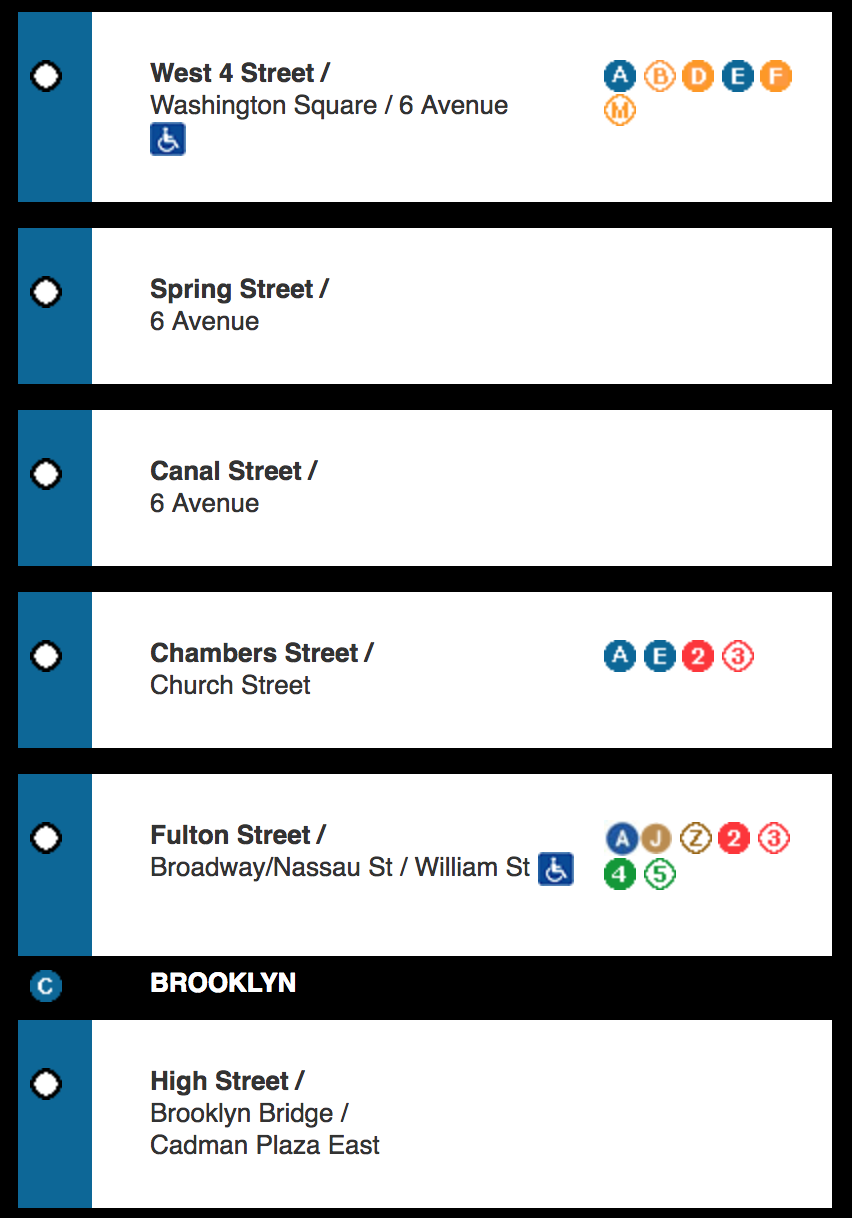 West 4 Street / A B D E F
Washington Square / 6 Avenue M
Spring Street /
6 Avenue
Canal Street /
6 Avenue
Chambers Street / A E 2 3
Church Street
Fulton Street / A J Z 2 3
Broadway/Nassau St / William St 4 5
C BROOKLYN
High Street /
Brooklyn Bridge /
Cadman Plaza East